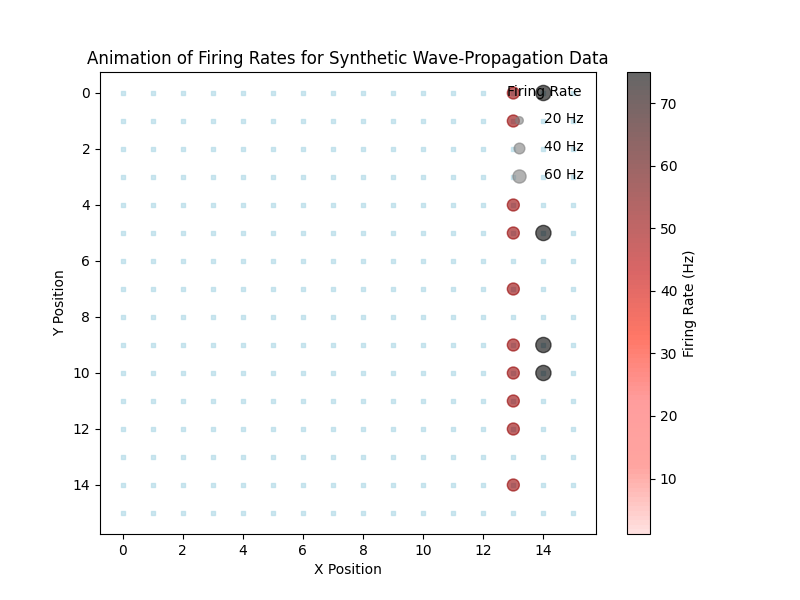 Animation of Firing Rates for Synthetic Wave-Propagation Data
Firing Rate
20 Hz
40 Hz
60 Hz
0
2
4
6
8
10
12
14
Y Position
0 2 4 6 8 10 12 14
X Position
70
60
50
40
30
20
10
Firing Rate (Hz)